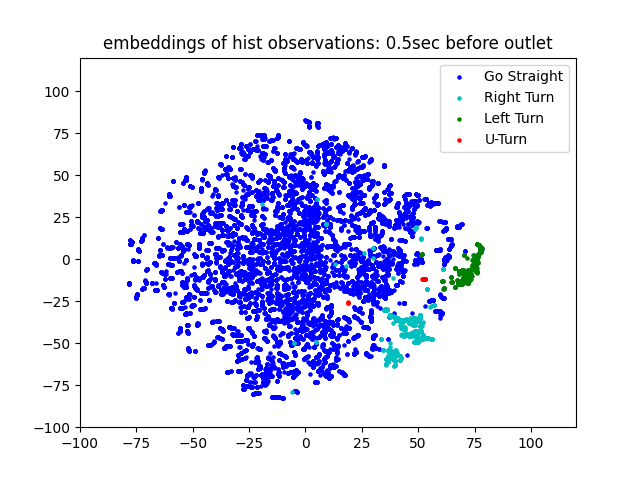 embeddings of hist observations: 0.5sec before outlet
Go Straight
Right Turn
Left Turn
U-Turn
100
75
50
25
0
−25
−50
−75
−100
−100 −75 −50 −25 0 25 50 75 100